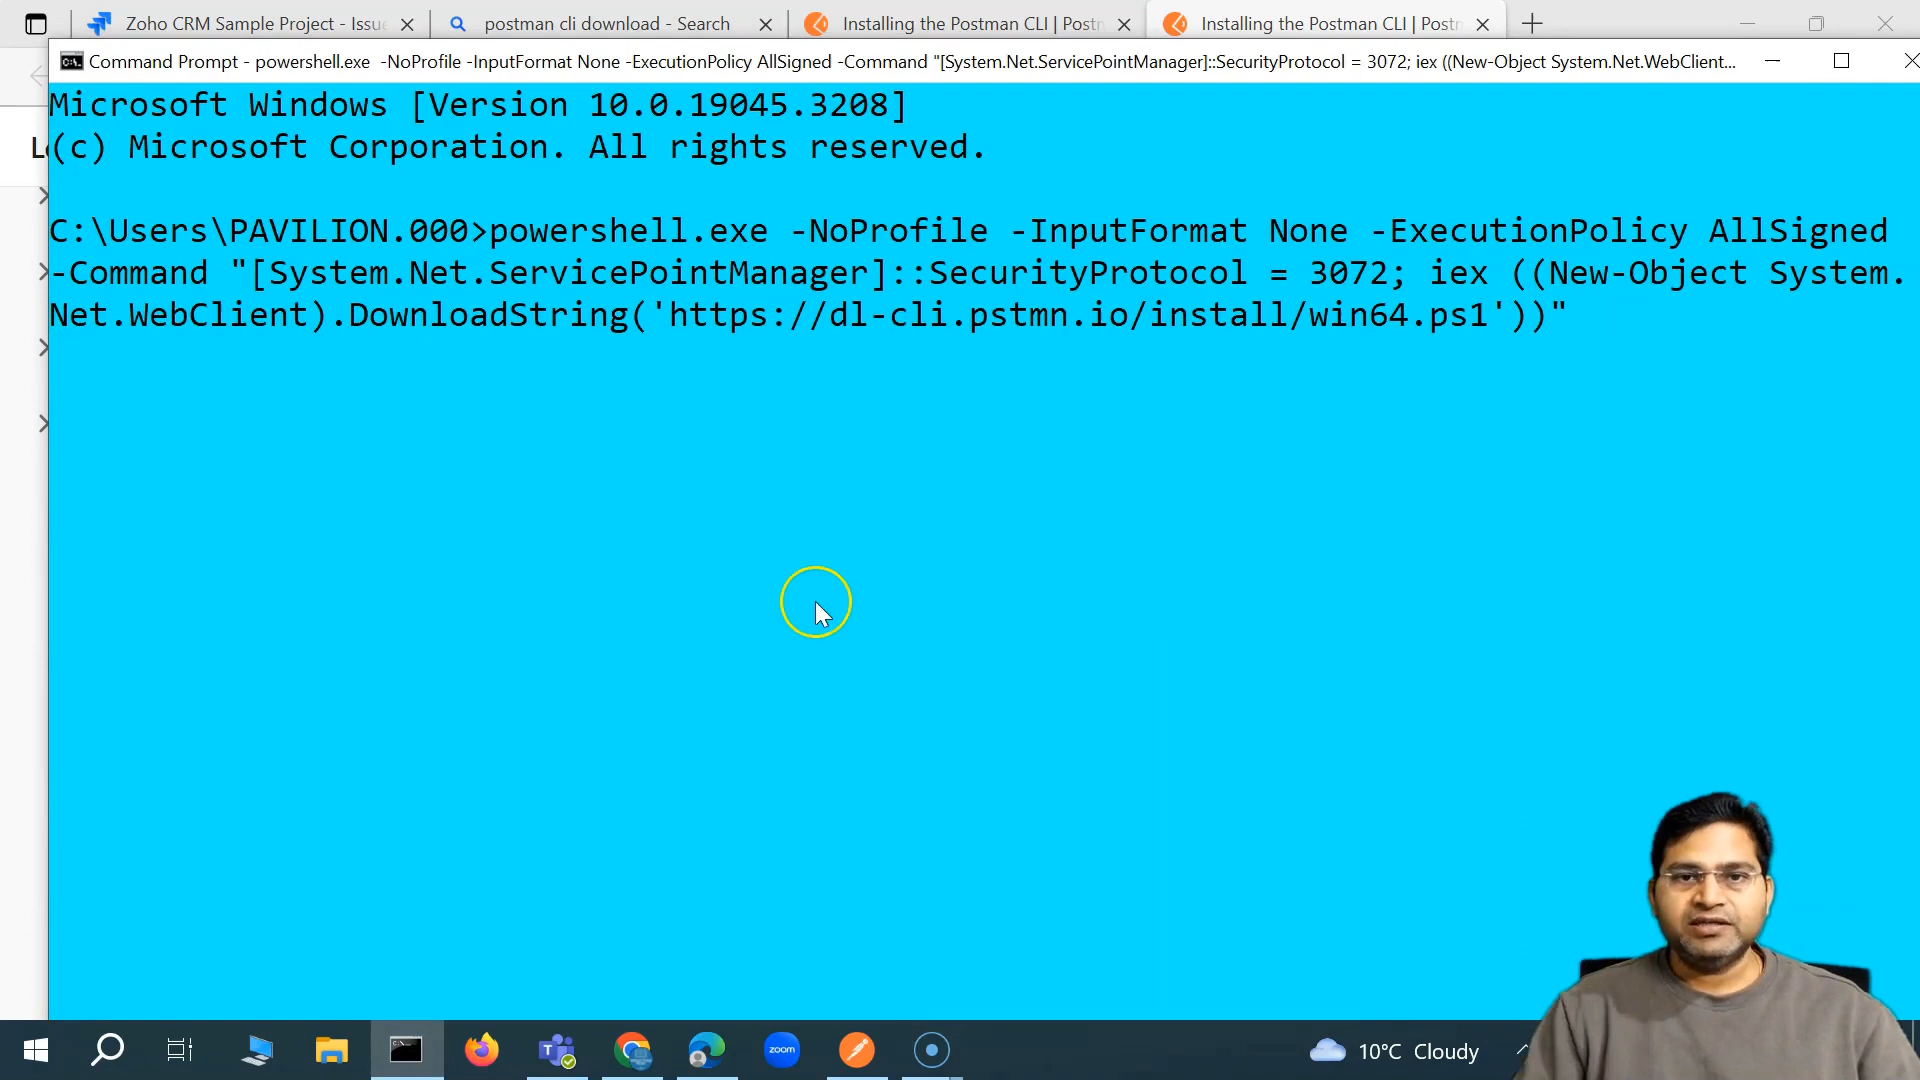 Zoho CRM Sample Project - Issue
postman cli download - Search
Installing the Postman CLI | Postm
Installing the Postman CLI | Postm
Command Prompt - powershell.exe -NoProfile -InputFormat None -ExecutionPolicy AllSigned -Command "[System.Net.ServicePointManager]::SecurityProtocol = 3072; iex ((New-Object System.Net.WebClient...
Microsoft Windows [Version 10.0.19045.3208]
(c) Microsoft Corporation. All rights reserved.
C:\Users\PAVILION.000>powershell.exe -NoProfile -InputFormat None -ExecutionPolicy AllSigned
-Command "[System.Net.ServicePointManager]::SecurityProtocol = 3072; iex ((New-Object System.
Net.WebClient).DownloadString('https://dl-cli.pstmn.io/install/win64.ps1'))"
zoom
10°C Cloudy